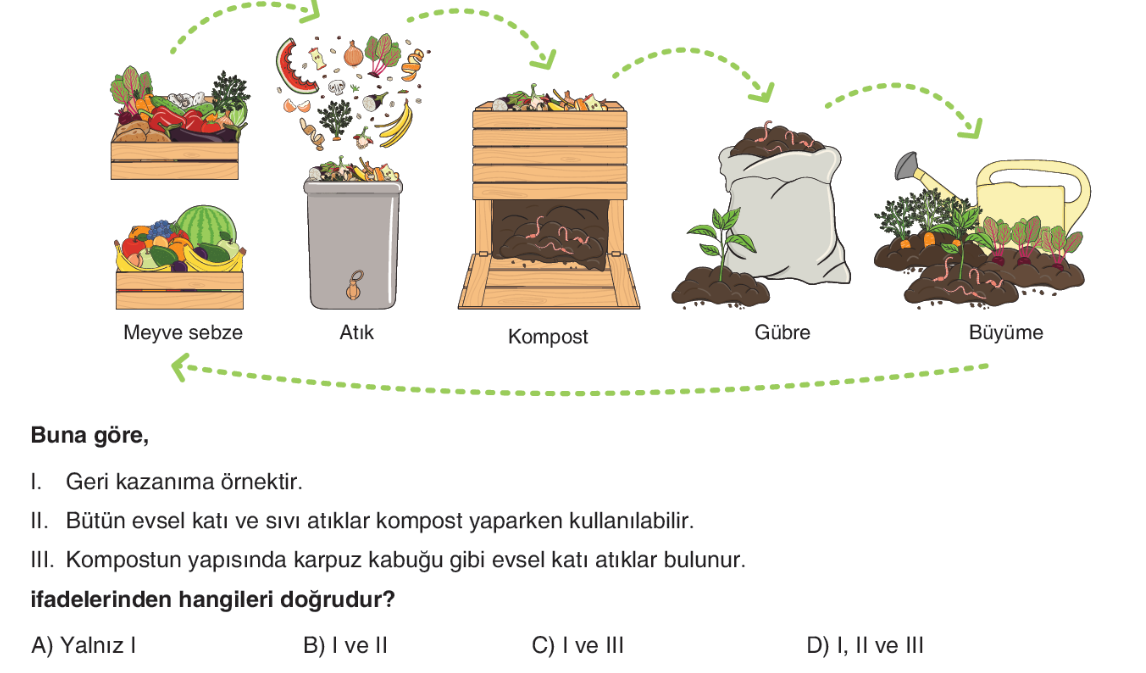 Meyve sebze
Atık
Kompost
Gübre
Büyüme
Buna göre,
I. Geri kazanıma örnektir.
II. Bütün evsel katı ve sıvı atıklar kompost yaparken kullanılabilir.
III. Kompostun yapısında karpuz kabuğu gibi evsel katı atıklar bulunur.
ifadelerinden hangileri doğrudur?
A) Yalnız I B) I ve II C) I ve III D) I, II ve III